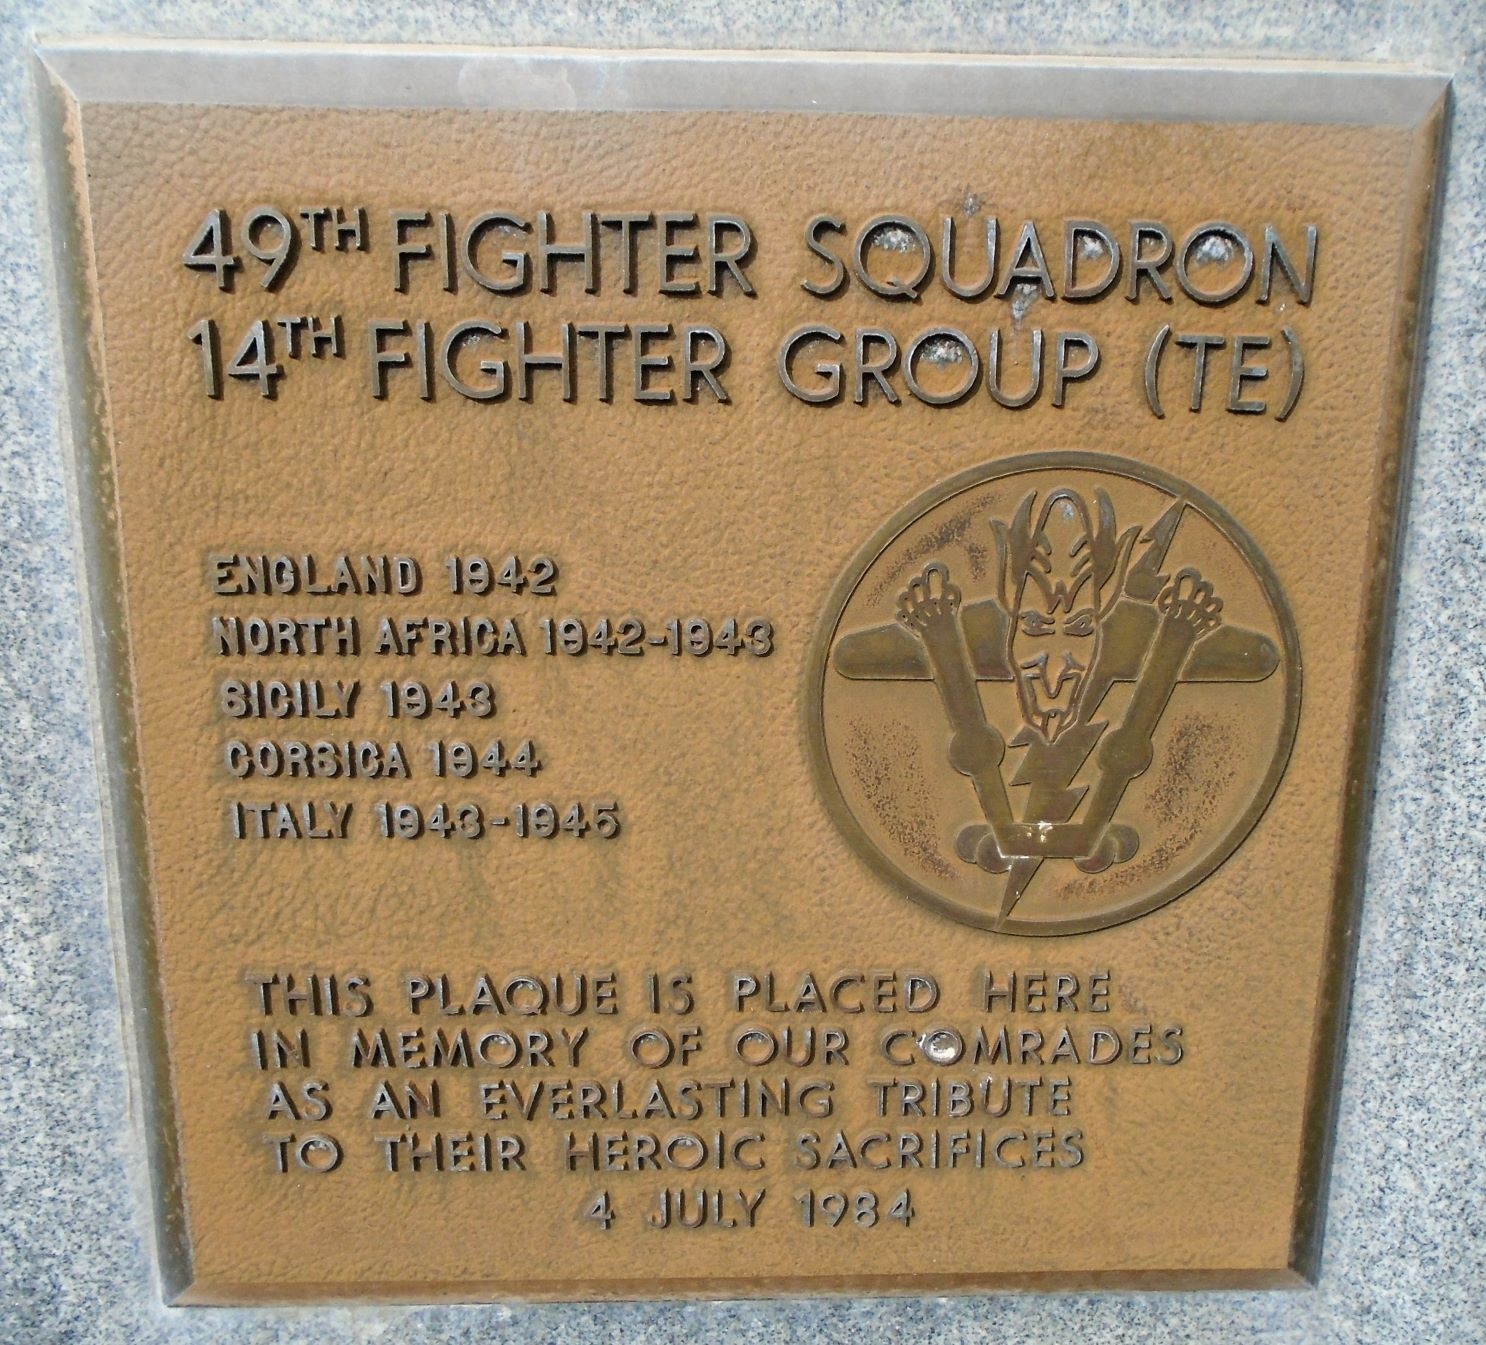 49TH FIGHTER SQUADRON
14TH FIGHTER GROUP (TE)
ENGLAND 1942
NORTH AFRICA 1942-1943
SICILY 1943
CORSICA 1944
ITALY 1943-1945
THIS PLAQUE IS PLACED HERE
IN MEMORY OF OUR COMRADES
AS AN EVERLASTING TRIBUTE
TO THEIR HEROIC SACRIFICES
4 JULY 1984